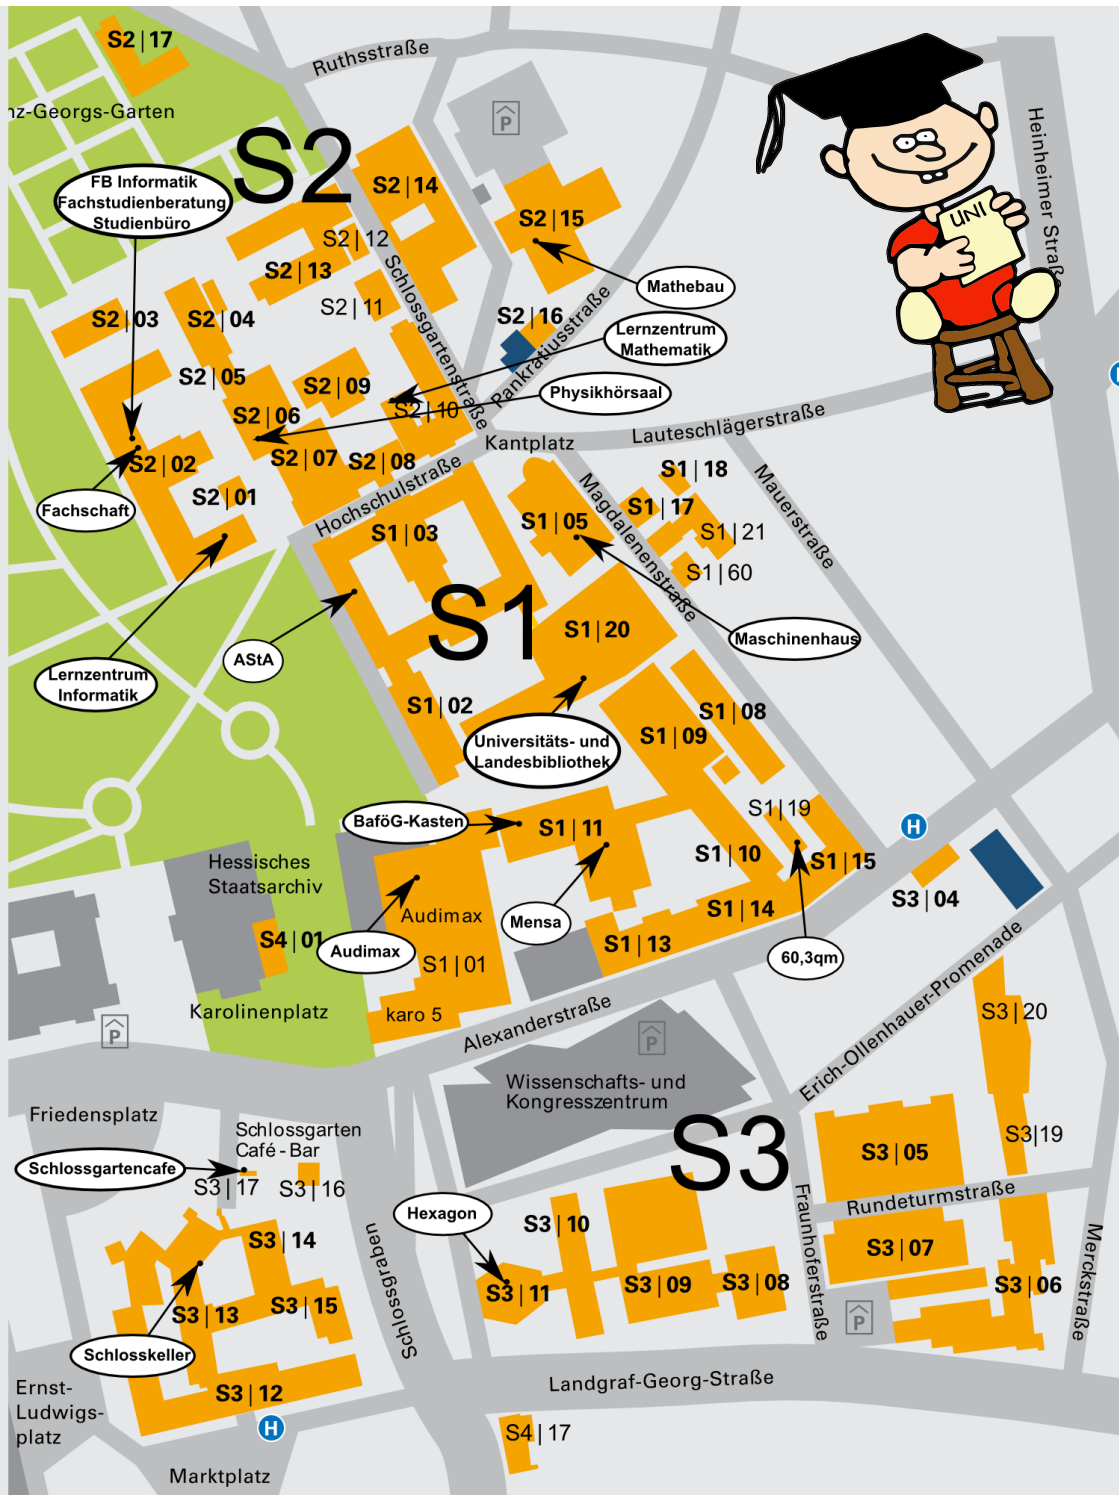 S2|17
Ruthsstraße
nz-Georgs-Garten
P
UNI
Heinheimer Straße
S2
FB Informatik
Fachstudienberatung
Studienbüro
S2|14
S2|15
S2|12
S2|13
S2|11
Schlossgartenstraße
Mathebau
S2|03
S2|04
S2|16
Pankratiusstraße
Lernzentrum
Mathematik
S2|05
S2|09
Physikhörsaal
S2|06
S2|10
Lauteschlägerstraße
Kantplatz
S2|02
S2|07
S2|08
S2|01
Hochschulstraße
Fachschaft
S1|18
S1|17
Magdalenenstraße
Mauerstraße
S1|05
S1|03
S1|21
S1|60
S1
S1|20
Maschinenhaus
AStA
Lernzentrum
Informatik
S1|02
S1|08
S1|09
Universitäts- und
Landesbibliothek
S1|19
BaföG-Kasten
S1|11
H
S1|10
S1|15
Hessisches
Staatsarchiv
S3|04
S1|14
Audimax
Mensa
S4|01
Audimax
S1|13
60,3qm
S1|01
Karolinenplatz
karo 5
Alexanderstraße
Erich-Ollenhauer-Promenade
S3|20
P
P
Wissenschafts- und
Kongresszentrum
Friedensplatz
Schlossgarten
Café-Bar
S3
S3|19
S3|05
Schlossgartencafe
S3|17
S3|16
Rundeturmstraße
Hexagon
S3|10
Fraunhoferstraße
S3|14
S3|07
Schlossgraben
Merckstraße
S3|11
S3|09
S3|08
S3|06
S3|13
S3|15
P
Schlosskeller
Landgraf-Georg-Straße
Ernst-
Ludwigs-
platz
S3|12
H
S4|17
Marktplatz